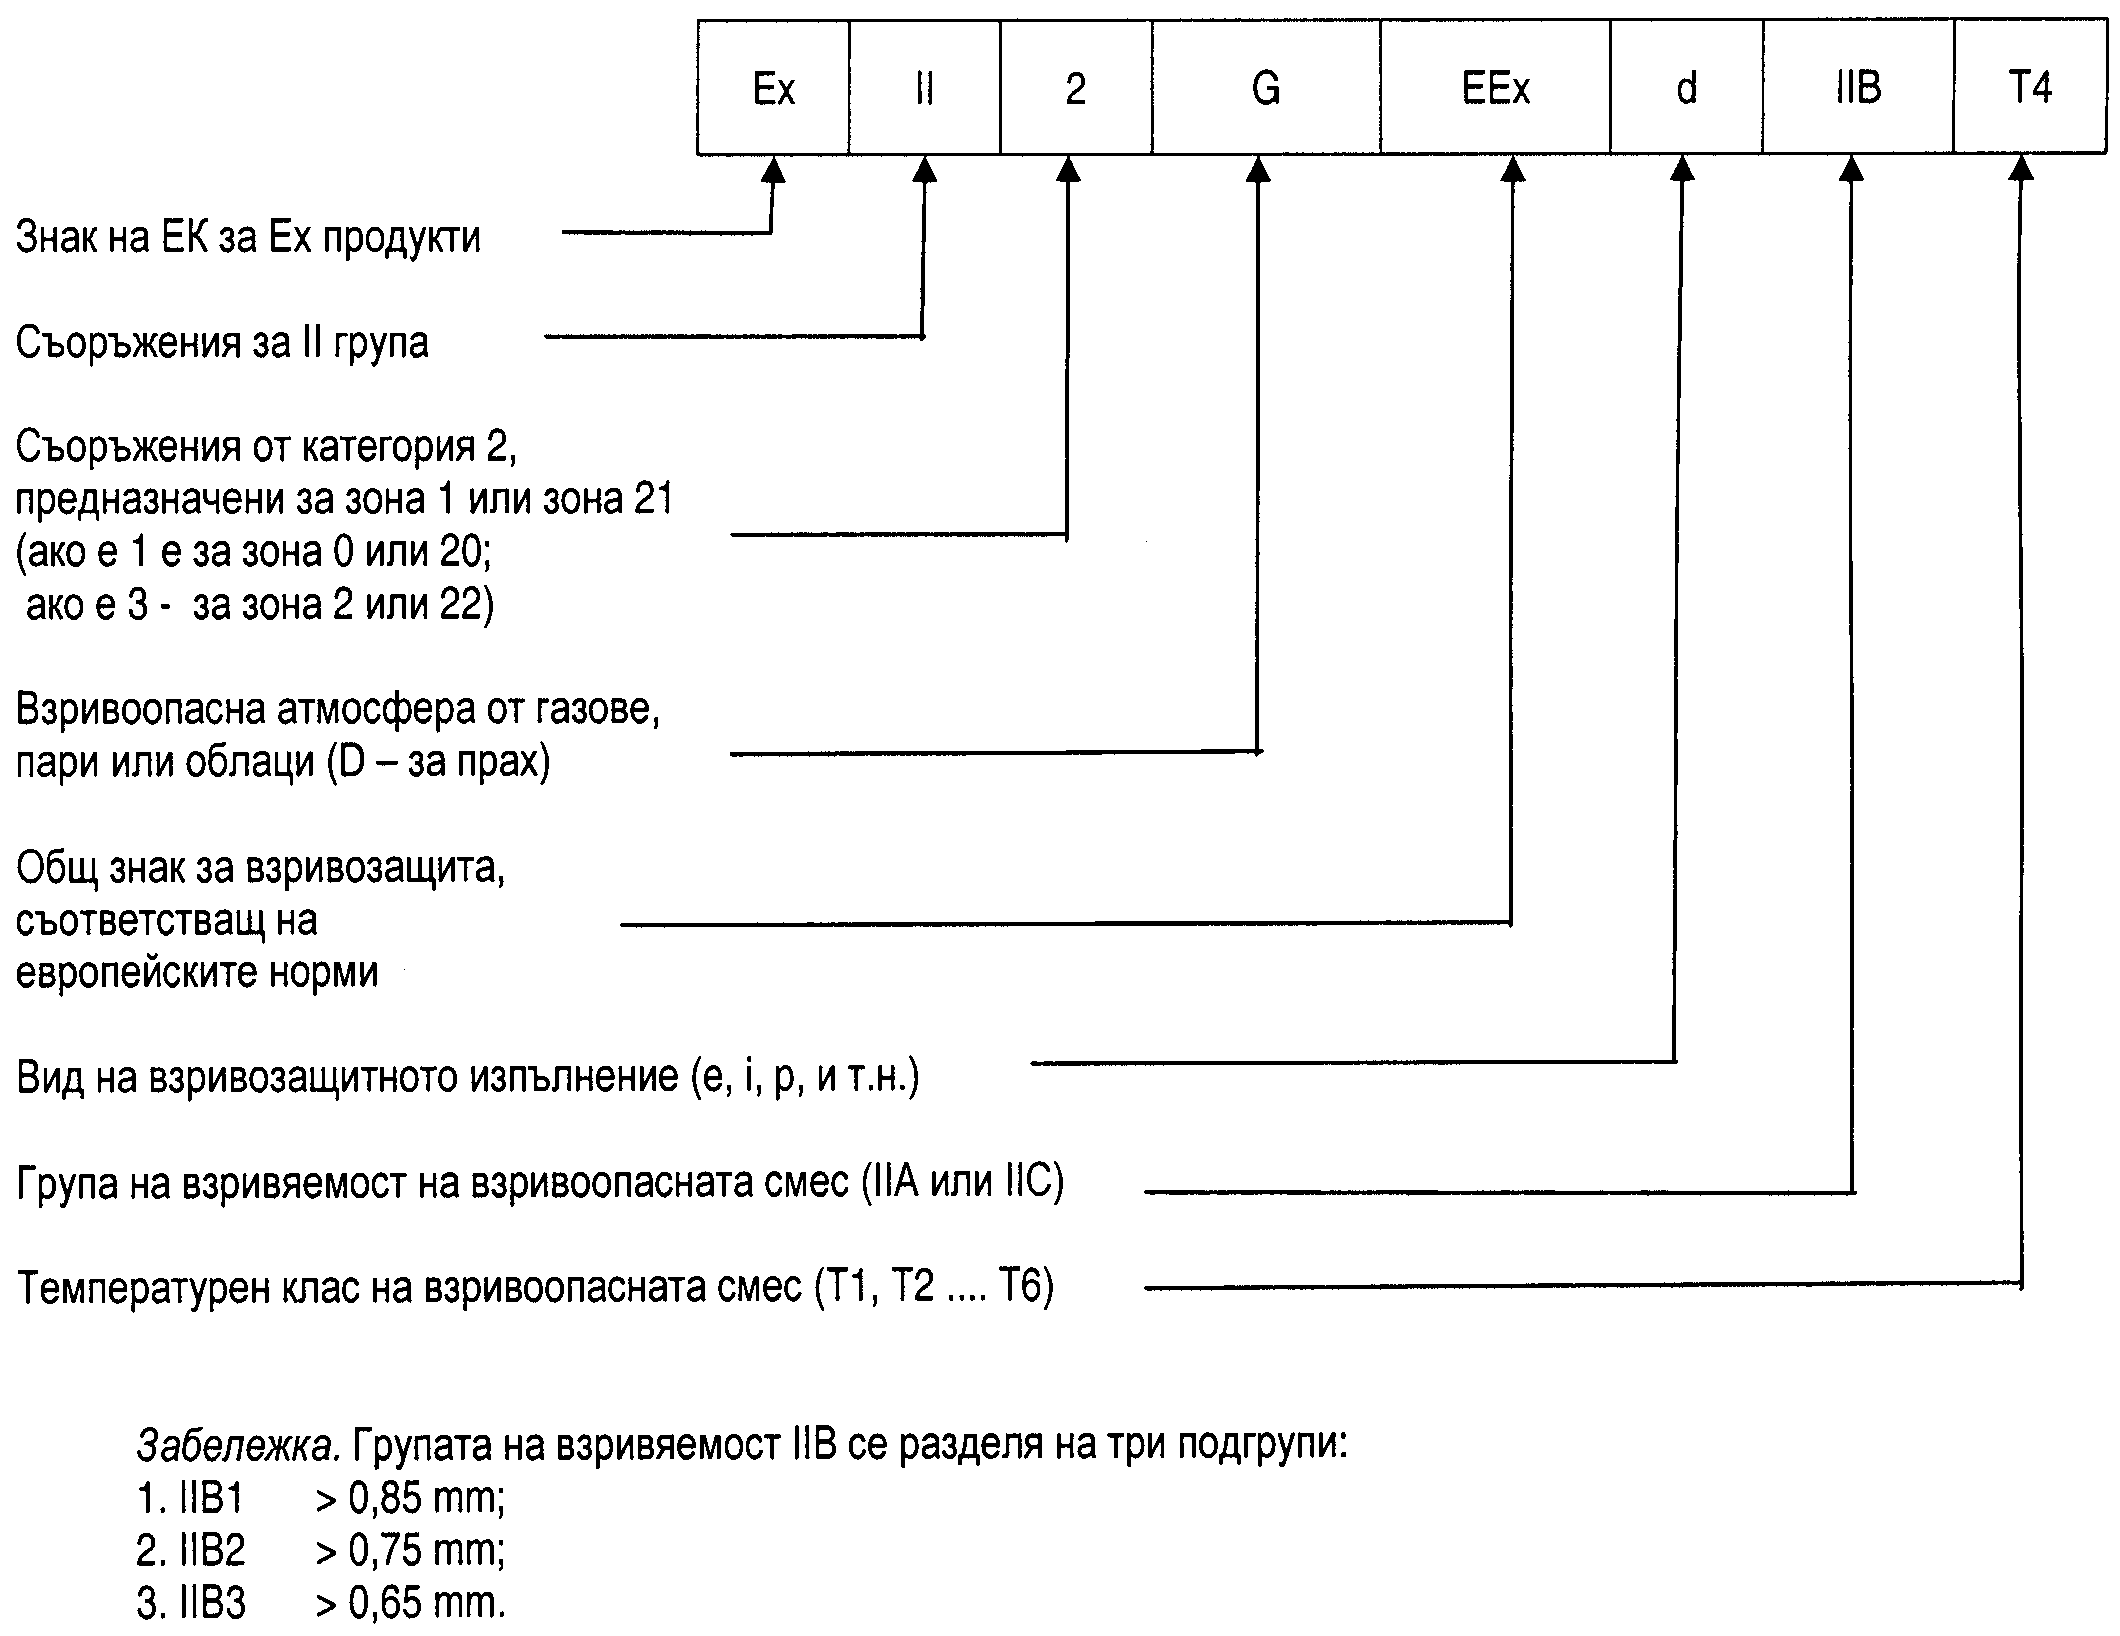 Ex II 2 G EEx d IIB T4
Знак на ЕК за Ex продукти
Съоръжения за II група
Съоръжения от категория 2,
предназначени за зона 1 или зона 21
(ако е 1 е за зона 0 или 20;
ако е 3 - за зона 2 или 22)
Взривоопасна атмосфера от газове,
пари или облаци (D – за прах)
Общ знак за взривозащита,
съответстващ на
европейските норми
Вид на взривозащитното изпълнение (e, i, p, и т.н.)
Група на взривяемост на взривоопасната смес (IIA или IIC)
Температурен клас на взривоопасната смес (T1, T2 .... T6)
Забележка. Групата на взривяемост IIB се разделя на три подгрупи:
1. IIB1 > 0,85 mm;
2. IIB2 > 0,75 mm;
3. IIB3 > 0,65 mm.